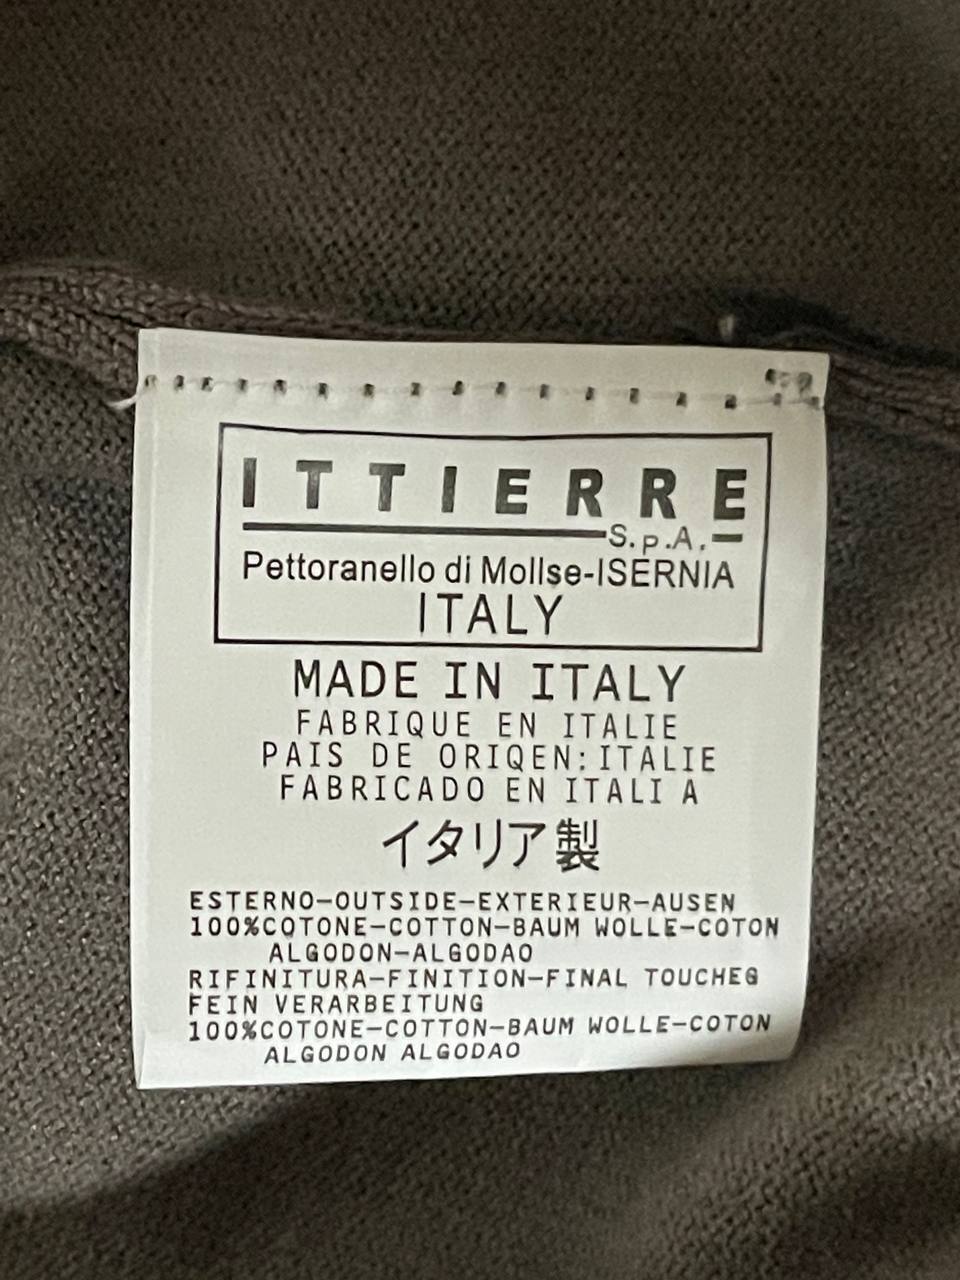 ITTIERRE
S.p.A.
Pettoranello di Mollse-ISERNIA
ITALY
MADE IN ITALY
FABRIQUE EN ITALIE
PAIS DE ORIQEN:ITALIE
FABRICADO EN ITALI A
イタリア製
ESTERNO-OUTSIDE-EXTERIEUR-AUSEN
100%COTONE-COTTON-BAUM WOLLE-COTON
ALGODON-ALGODAO
RIFINITURA-FINITION-FINAL TOUCHEG
FEIN VERARBEITUNG
100%COTONE-COTTON-BAUM WOLLE-COTON
ALGODON ALGODAO